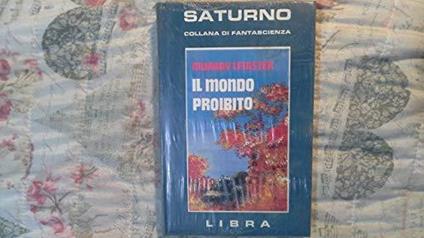 SATURNO
COLLANA DI FANTASCIENZA
MURRAY LEINSTER
IL MONDO
PROIBITO
LIBRA